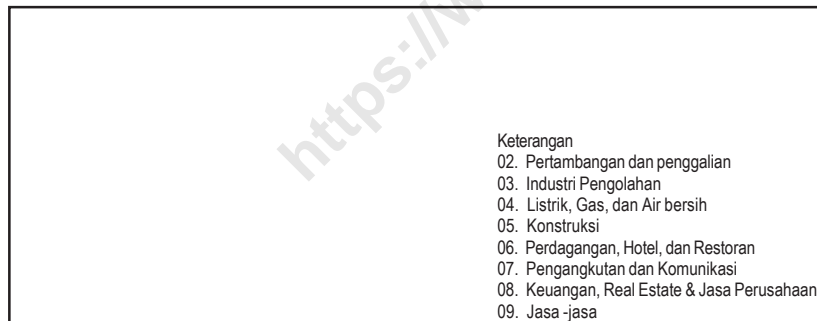 https://w
Keterangan
02. Pertambangan dan penggalian
03. Industri Pengolahan
04. Listrik, Gas, dan Air bersih
05. Konstruksi
06. Perdagangan, Hotel, dan Restoran
07. Pengangkutan dan Komunikasi
08. Keuangan, Real Estate & Jasa Perusahaan
09. Jasa -jasa